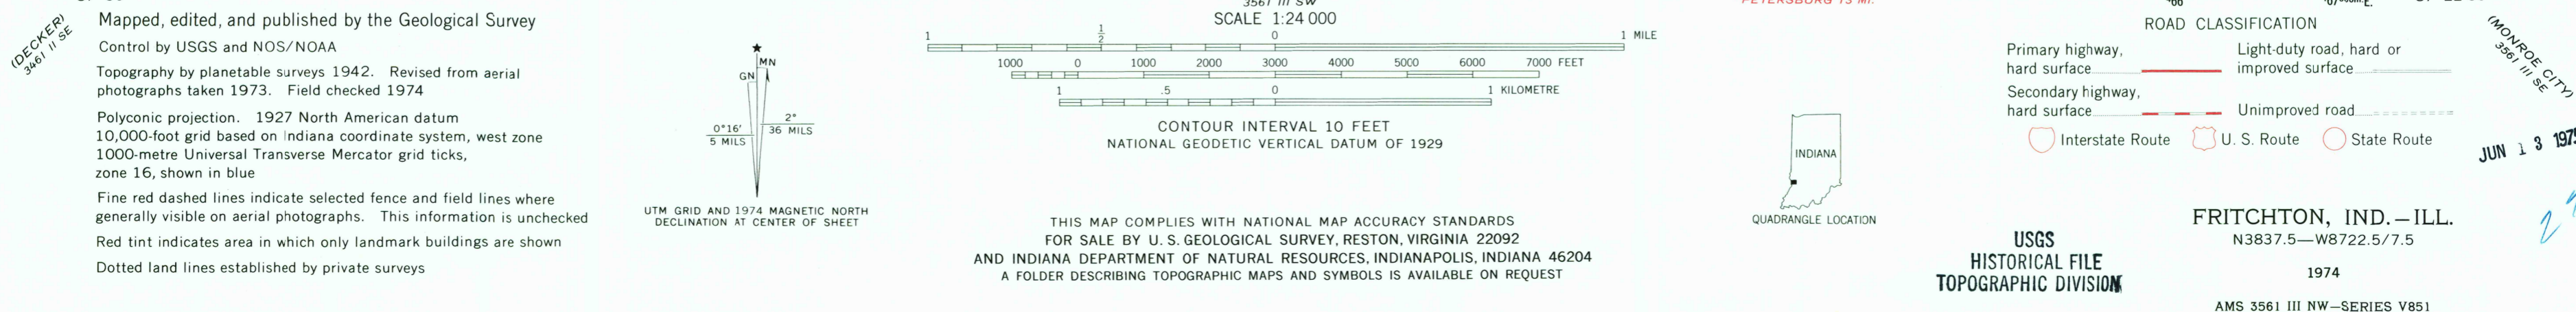 (DECKER)
3461 II SE
Mapped, edited, and published by the Geological Survey
Control by USGS and NOS/NOAA
Topography by planetable surveys 1942. Revised from aerial
photographs taken 1973. Field checked 1974
Polyconic projection. 1927 North American datum
10,000-foot grid based on Indiana coordinate system, west zone
1000-metre Universal Transverse Mercator grid ticks,
zone 16, shown in blue
Fine red dashed lines indicate selected fence and field lines where
generally visible on aerial photographs. This information is unchecked
Red tint indicates area in which only landmark buildings are shown
Dotted land lines established by private surveys
MN
GN
0°16′
5 MILS
2°
36 MILS
UTM GRID AND 1974 MAGNETIC NORTH
DECLINATION AT CENTER OF SHEET
3561 III SW
SCALE 1:24 000
1 1/2 0 1 MILE
1000 0 1000 2000 3000 4000 5000 6000 7000 FEET
1 .5 0 1 KILOMETRE
CONTOUR INTERVAL 10 FEET
NATIONAL GEODETIC VERTICAL DATUM OF 1929
THIS MAP COMPLIES WITH NATIONAL MAP ACCURACY STANDARDS
FOR SALE BY U. S. GEOLOGICAL SURVEY, RESTON, VIRGINIA 22092
AND INDIANA DEPARTMENT OF NATURAL RESOURCES, INDIANAPOLIS, INDIANA 46204
A FOLDER DESCRIBING TOPOGRAPHIC MAPS AND SYMBOLS IS AVAILABLE ON REQUEST
PETERSBURG 13 MI.
INDIANA
QUADRANGLE LOCATION
ROAD CLASSIFICATION
Primary highway,
hard surface
Light-duty road, hard or
improved surface
Secondary highway,
hard surface
Unimproved road
Interstate Route
U. S. Route
State Route
(MONROE CITY)
3561 III SE
JUN 13 1975
USGS
HISTORICAL FILE
TOPOGRAPHIC DIVISION
FRITCHTON, IND.–ILL.
N3837.5—W8722.5/7.5
1974
AMS 3561 III NW–SERIES V851